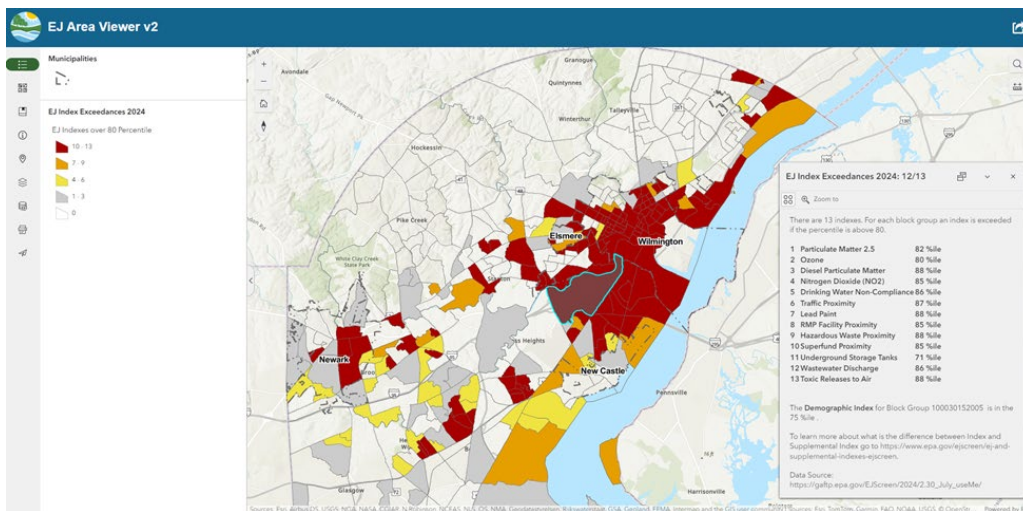 EJ Area Viewer v2
Municipalities
EJ Index Exceedances 2024
EJ Indexes over 80 Percentile
10 - 13
7 - 9
4 - 6
1 - 3
0
Avondale
Granogue
Quintynnes
Winterthur
Talleyville
Hockessin
Pike Creek
White Clay Creek
State Park
Elsmere
Wilmington
Newark
New Castle
Pennsville
Glasgow
Harrisonville
EJ Index Exceedances 2024: 12/13
Zoom to
There are 13 indexes. For each block group an index is exceeded
if the percentile is above 80.
1 Particulate Matter 2.5 82 %ile
2 Ozone 80 %ile
3 Diesel Particulate Matter 88 %ile
4 Nitrogen Dioxide (NO2) 85 %ile
5 Drinking Water Non-Compliance 86 %ile
6 Traffic Proximity 87 %ile
7 Lead Paint 88 %ile
8 RMP Facility Proximity 85 %ile
9 Hazardous Waste Proximity 88 %ile
10 Superfund Proximity 85 %ile
11 Underground Storage Tanks 71 %ile
12 Wastewater Discharge 86 %ile
13 Toxic Releases to Air 88 %ile
The Demographic Index for Block Group 100030152005 is in the
75 %ile .
To learn more about what is the difference between Index and
Supplemental Index go to https://www.epa.gov/ejscreen/ej-and-
supplemental-indexes-ejscreen.
Data Source:
https://gaftp.epa.gov/EJScreen/2024/2.30_July_useMe/